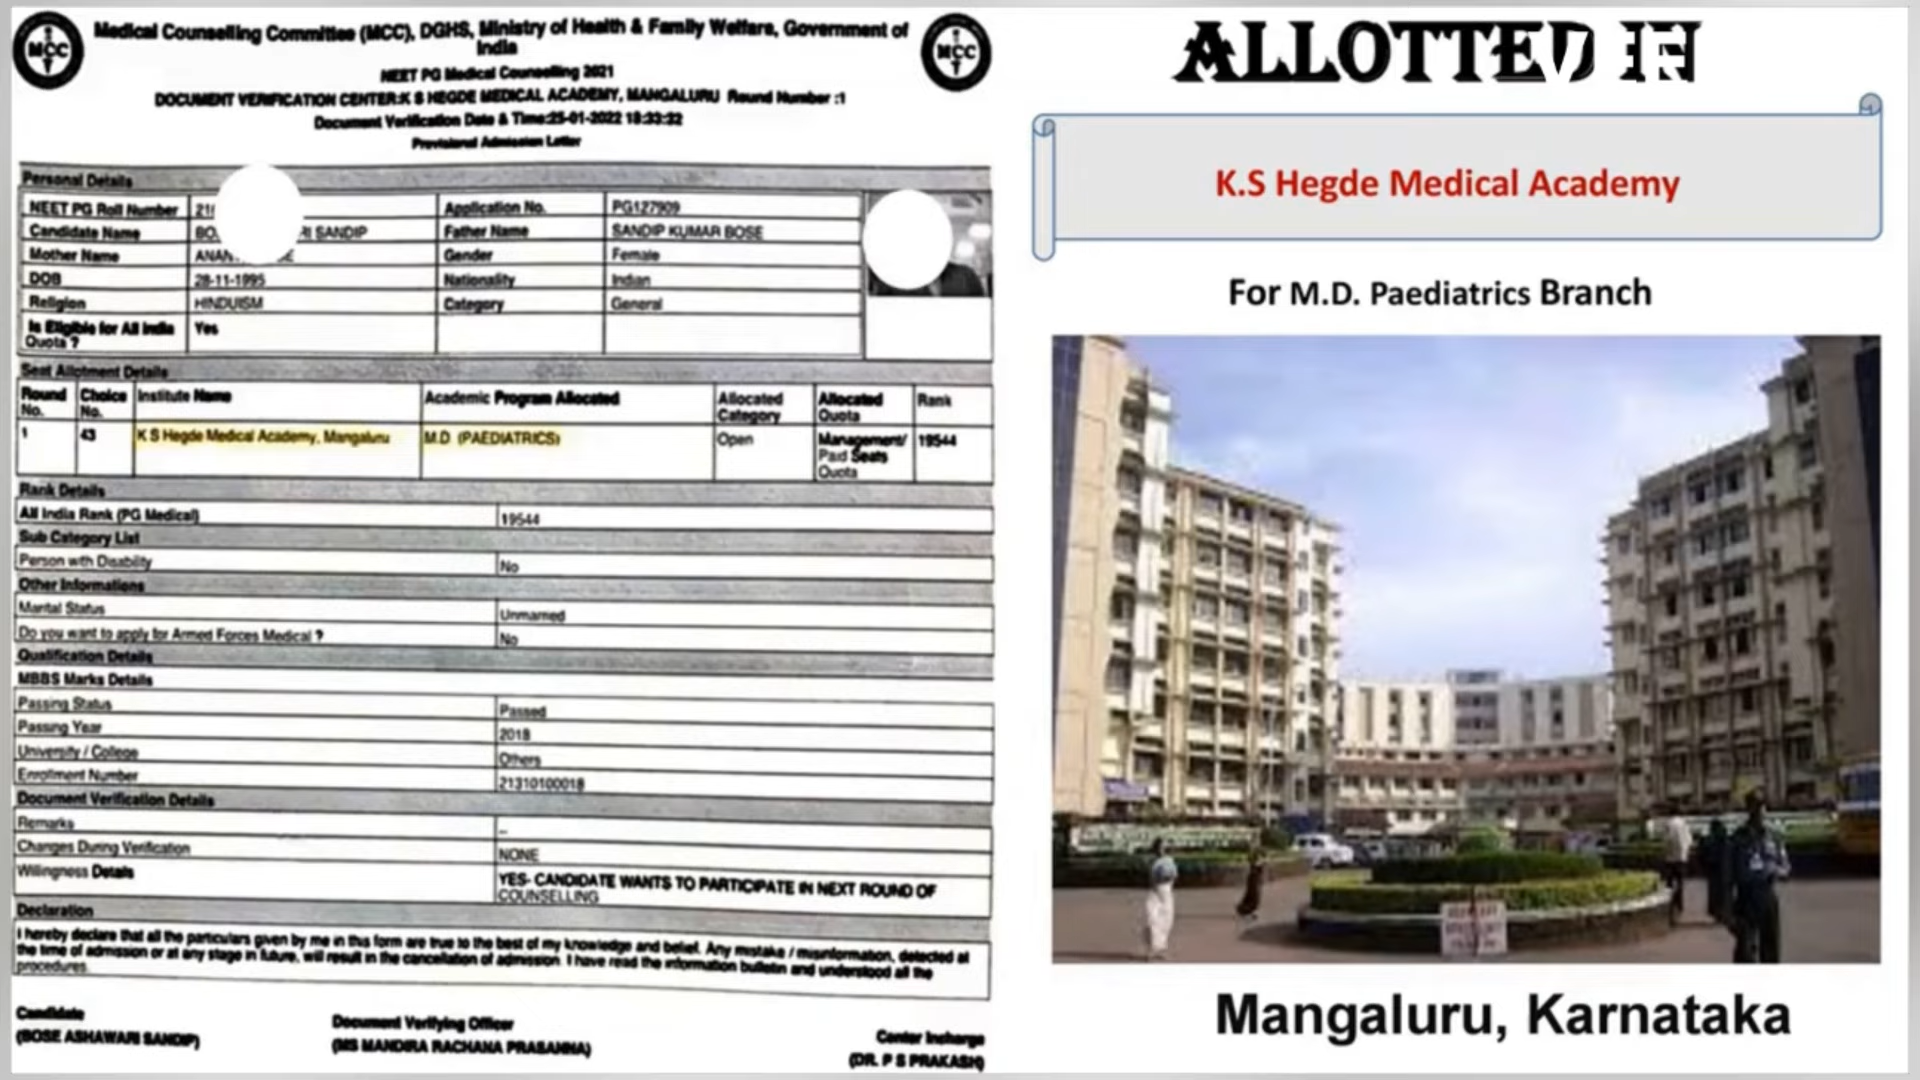 MCC
Medical Counselling Committee (MCC), DGHS, Ministry of Health & Family Welfare, Government of
India
MCC
NEET PG Medical Counselling 2021
DOCUMENT VERIFICATION CENTER:K S HEGDE MEDICAL ACADEMY, MANGALURU Round Number :1
Document Verification Date & Time:25-01-2022 18:33:32
Provisional Admission Letter
Personal Details
NEET PG Roll Number Application No. PG127909
Candidate Name SANDIP Father Name SANDIP KUMAR BOSE
Mother Name Gender Female
DOB 28-11-1995 Nationality Indian
Religion HINDUISM Category General
Is Eligible for All India Yes
Quota ?
Seat Allotment Details
Round Choice Institute Name Academic Program Allocated Allocated Allocated Rank
No. No. Category Quota
1 43 K S Hegde Medical Academy, Mangaluru M.D. (PAEDIATRICS) Open Management/ 19544
Paid Seats
Quota
Rank Details
All India Rank (PG Medical) 19544
Sub Category List
Person with Disability No
Other Informations
Marital Status Unmarried
Do you want to apply for Armed Forces Medical ? No
Qualification Details
MBBS Marks Details
Passing Status Passed
Passing Year 2018
University / College Others
Enrollment Number 21310100018
Document Verification Details
Remarks --
Changes During Verification NONE
Willingness Details YES- CANDIDATE WANTS TO PARTICIPATE IN NEXT ROUND OF
COUNSELLING
Declaration
I hereby declare that all the particulars given by me in this form are true to the best of my knowledge and belief. Any mistake / misinformation, detected at
the time of admission or at any stage in future, will result in the cancellation of admission. I have read the information bulletin and understood all the
procedures.
Candidate
(BOSE ASHAWARI SANDIP)
Document Verifying Officer
(MS MANDIRA RACHANA PRASANNA)
Center Incharge
(DR. P S PRAKASH)
ALLOTTED IN
K.S Hegde Medical Academy
For M.D. Paediatrics Branch
Mangaluru, Karnataka